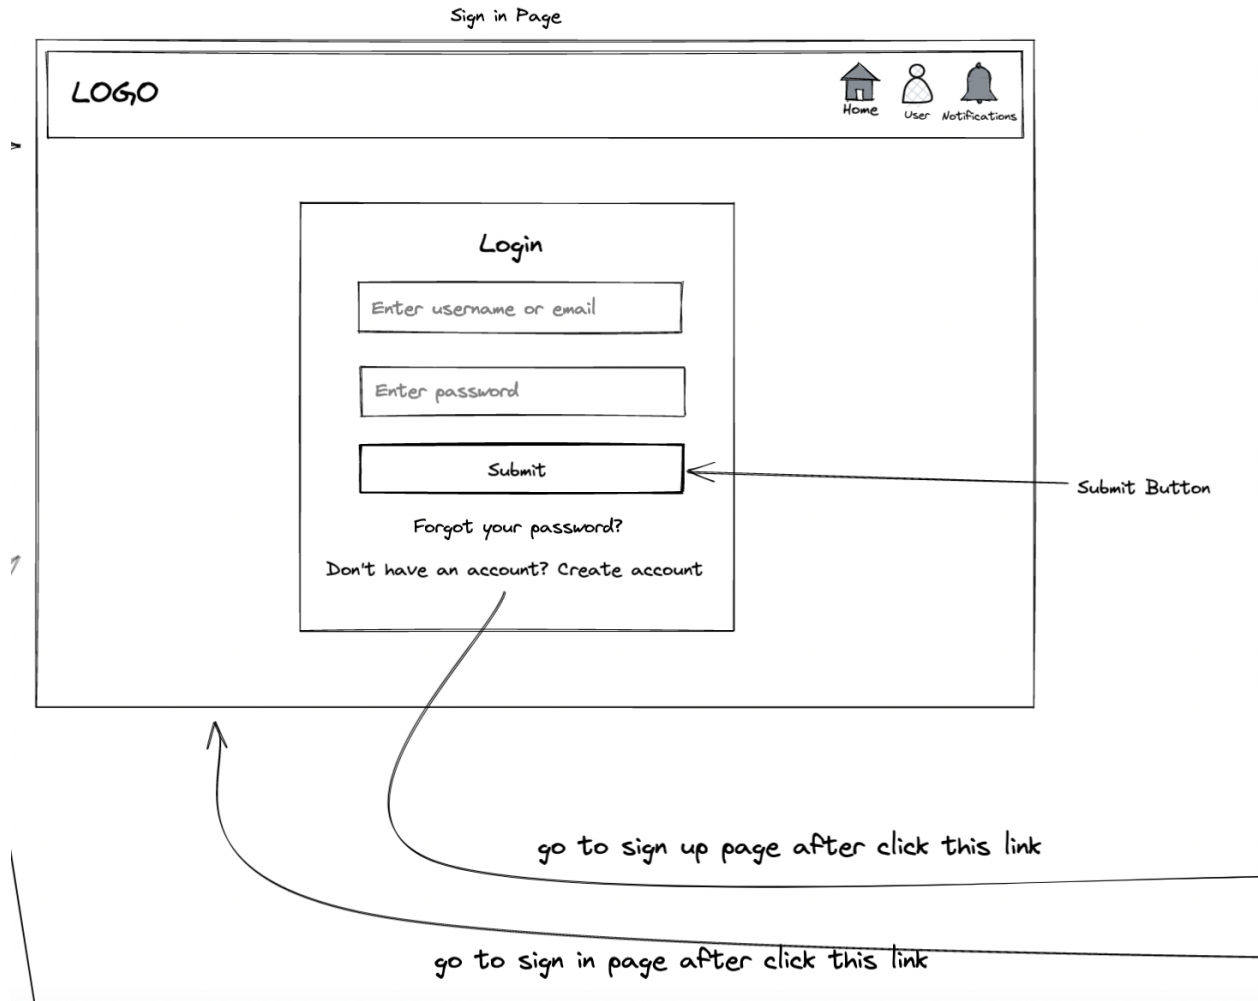 Sign in Page
LOGO
Home
User
Notifications
Login
Enter username or email
Enter password
Submit
Submit Button
Forgot your password?
Don't have an account? Create account
go to sign up page after click this link
go to sign in page after click this link